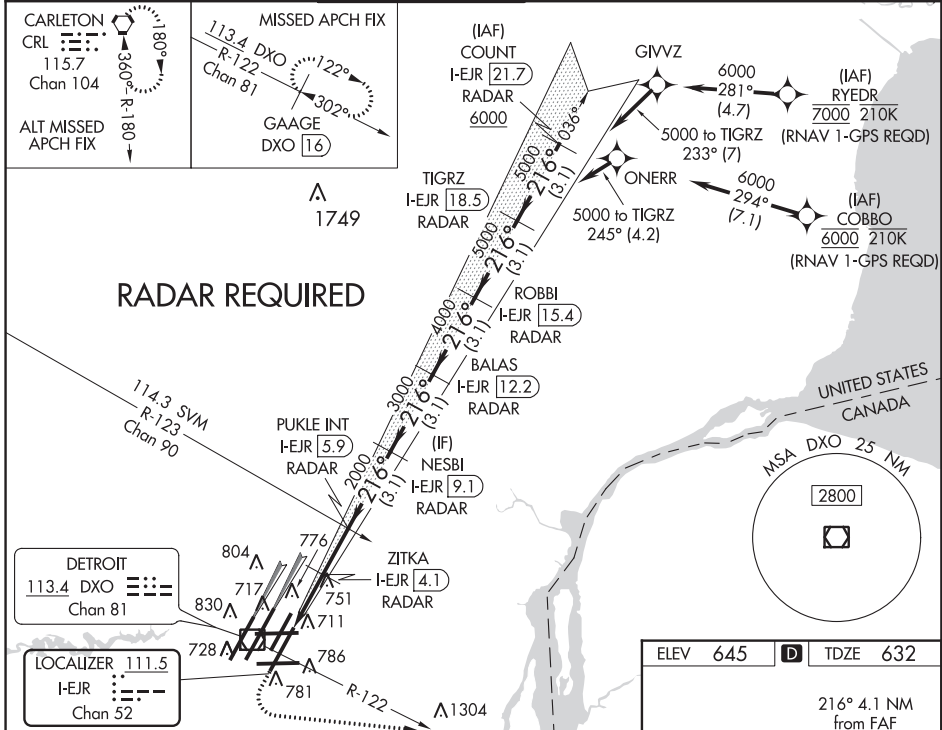 CARLETON
CRL
115.7
Chan 104
180°
360°
R-180
ALT MISSED
APCH FIX
MISSED APCH FIX
113.4 DXO
R-122
Chan 81
122°
302°
GAAGE
DXO 16
(IAF)
COUNT
I-EJR 21.7
RADAR
6000
GIVVZ
6000
281°
(4.7)
(IAF)
RYEDR
7000 210K
(RNAV 1-GPS REQD)
5000 to TIGRZ
233° (7)
ONERR
5000 to TIGRZ
245° (4.2)
6000
294°
(7.1)
(IAF)
COBBO
6000 210K
(RNAV 1-GPS REQD)
036°
5000
216°
(3.1)
TIGRZ
I-EJR 18.5
RADAR
1749
5000
216°
(3.1)
RADAR REQUIRED
ROBBI
I-EJR 15.4
RADAR
4000
216°
(3.1)
BALAS
I-EJR 12.2
RADAR
3000
216°
(3.1)
114.3 SVM
R-123
Chan 90
PUKLE INT
I-EJR 5.9
RADAR
(IF)
NESBI
I-EJR 9.1
RADAR
2000
216°
(3.1)
UNITED STATES
CANADA
MSA DXO 25 NM
2800
ZITKA
I-EJR 4.1
RADAR
776
804
717
751
830
711
728
786
781
DETROIT
113.4 DXO
Chan 81
LOCALIZER 111.5
I-EJR
Chan 52
R-122
1304
ELEV 645 D TDZE 632
216° 4.1 NM
from FAF